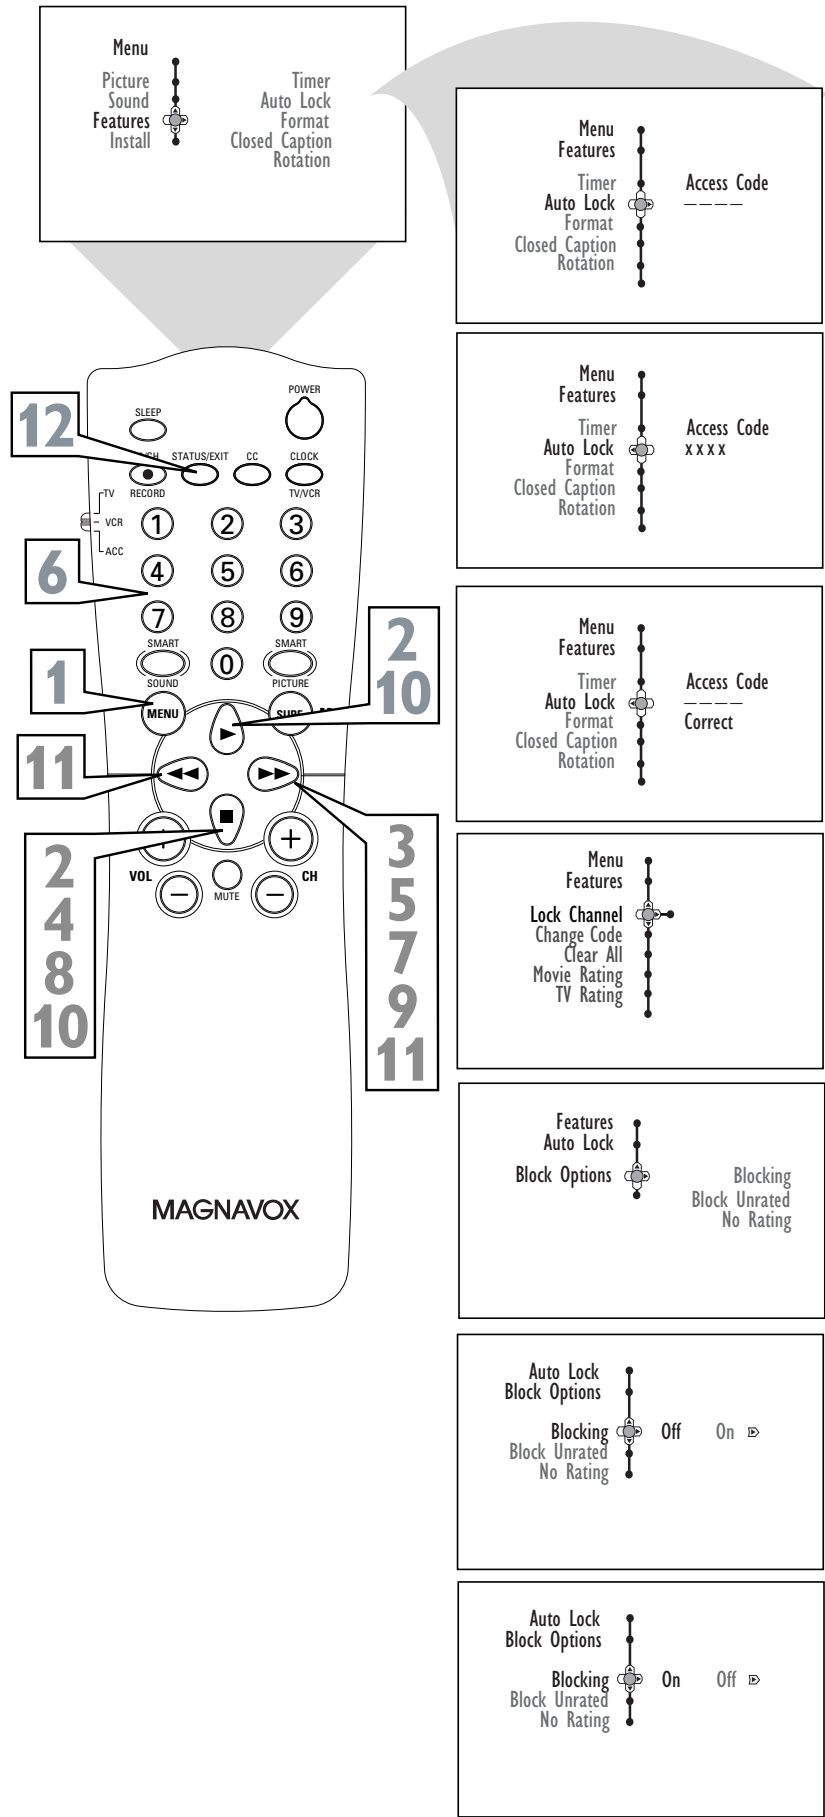 Menu
Picture
Sound
Features
Install
Timer
Auto Lock
Format
Closed Caption
Rotation
Menu
Features
Timer
Auto Lock
Format
Closed Caption
Rotation
Access Code
_ _ _ _
Menu
Features
Timer
Auto Lock
Format
Closed Caption
Rotation
Access Code
x x x x
Menu
Features
Timer
Auto Lock
Format
Closed Caption
Rotation
Access Code
_ _ _ _
Correct
Menu
Features
Lock Channel
Change Code
Clear All
Movie Rating
TV Rating
Features
Auto Lock
Block Options
Blocking
Block Unrated
No Rating
Auto Lock
Block Options
Blocking Off On
Block Unrated
No Rating
Auto Lock
Block Options
Blocking On Off
Block Unrated
No Rating
SLEEP
POWER
12
STATUS/EXIT CC CLOCK
RECORD TV/VCR
TV
VCR
ACC
1 2 3
4 5 6
6
7 8 9
SMART SMART
0
SOUND PICTURE
1
MENU
2
10
11
VOL CH
MUTE
2
4
8
10
3
5
7
9
11
MAGNAVOX